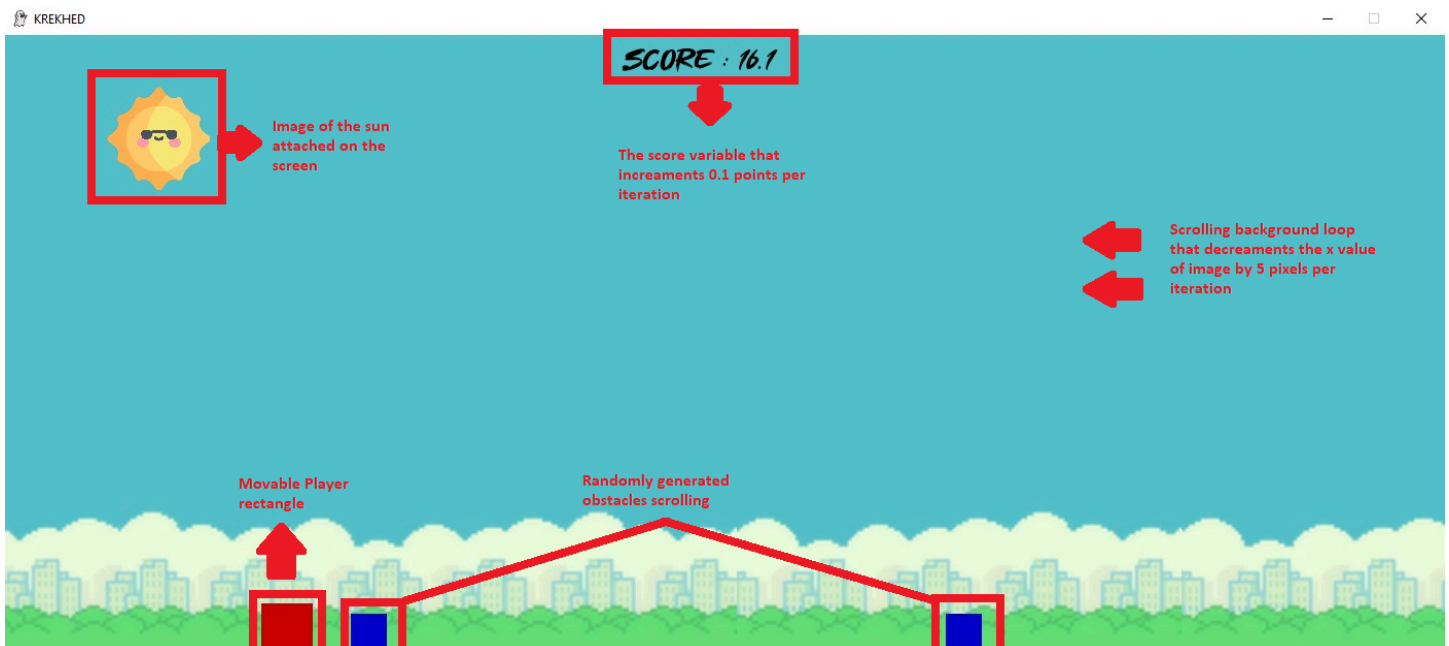 KREKHED
SCORE : 16.1
Image of the sun
attached on the
screen
The score variable that
increaments 0.1 points per
iteration
Scrolling background loop
that decreaments the x value
of image by 5 pixels per
iteration
Movable Player
rectangle
Randomly generated
obstacles scrolling